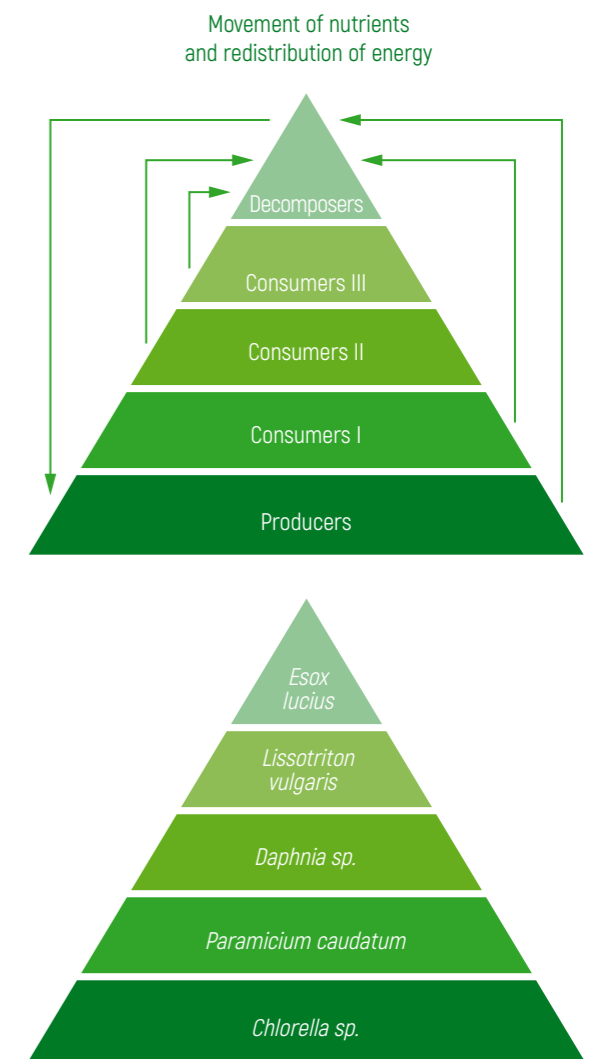 Movement of nutrients
and redistribution of energy
Decomposers
Consumers III
Consumers II
Consumers I
Producers
Esox
lucius
Lissotriton
vulgaris
Daphnia sp.
Paramicium caudatum
Chlorella sp.